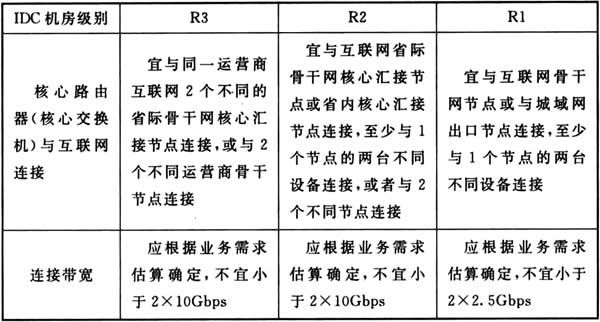 IDC机房级别
R3
R2
R1
核心路由
器(核心交换
机)与互联网
连接
宜与同一运营商
互联网2个不同的
省际骨干网核心汇
接节点连接,或与2
个不同运营商骨干
节点连接
宜与互联网省际
骨干网核心汇接节
点或省内核心汇接
节点连接,至少与1
个节点的两台不同
设备连接,或者与2
个不同节点连接
宜与互联网骨干
网节点或与城域网
出口节点连接,至少
与1个节点的两台
不同设备连接
连接带宽
应根据业务需求
估算确定,不宜小
于2×10Gbps
应根据业务需求
估算确定,不宜小
于2×10Gbps
应根据业务需求
估算确定,不宜小于
2×2.5Gbps